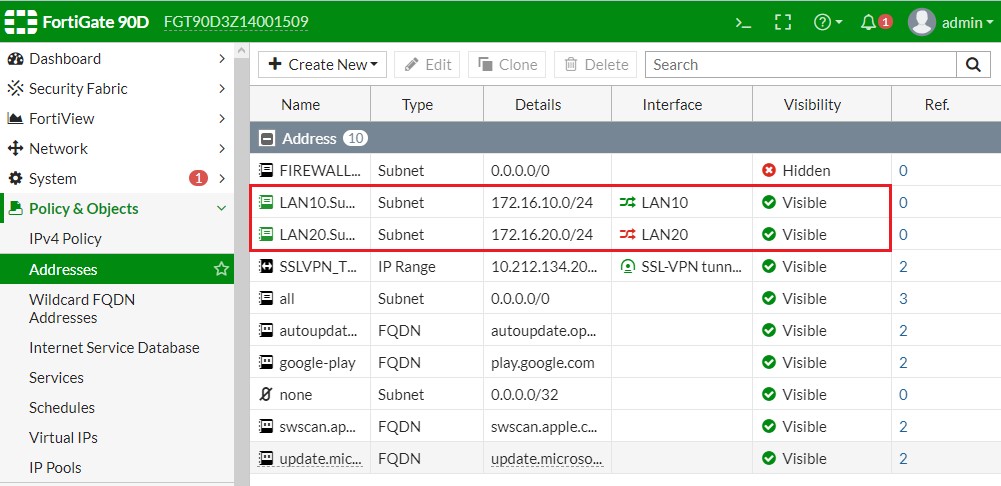 FortiGate 90D FGT90D3Z14001509 >_ 1 admin
Dashboard
Security Fabric
FortiView
Network
System 1
Policy & Objects
IPv4 Policy
Addresses
Wildcard FQDN
Addresses
Internet Service Database
Services
Schedules
Virtual IPs
IP Pools
Create New Edit Clone Delete Search
Name Type Details Interface Visibility Ref.
Address 10
FIREWALL... Subnet 0.0.0.0/0 Hidden 0
LAN10.Su... Subnet 172.16.10.0/24 LAN10 Visible 0
LAN20.Su... Subnet 172.16.20.0/24 LAN20 Visible 0
SSLVPN_T... IP Range 10.212.134.20... SSL-VPN tunn... Visible 2
all Subnet 0.0.0.0/0 Visible 3
autoupdat... FQDN autoupdate.op... Visible 2
google-play FQDN play.google.com Visible 2
none Subnet 0.0.0.0/32 Visible 0
swscan.ap... FQDN swscan.apple.c... Visible 2
update.mic... FQDN update.microso... Visible 2